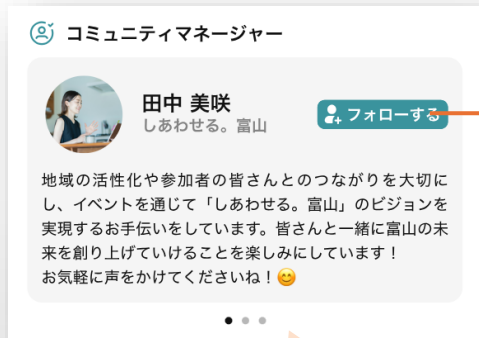 コミュニティマネージャー
田中 美咲
しあわせる。富山
フォローする
地域の活性化や参加者の皆さんとのつながりを大切に
し、イベントを通じて「しあわせる。富山」のビジョンを
実現するお手伝いをしています。皆さんと一緒に富山の未
来を創り上げていけることを楽しみにしています！
お気軽に声をかけてくださいね！😊